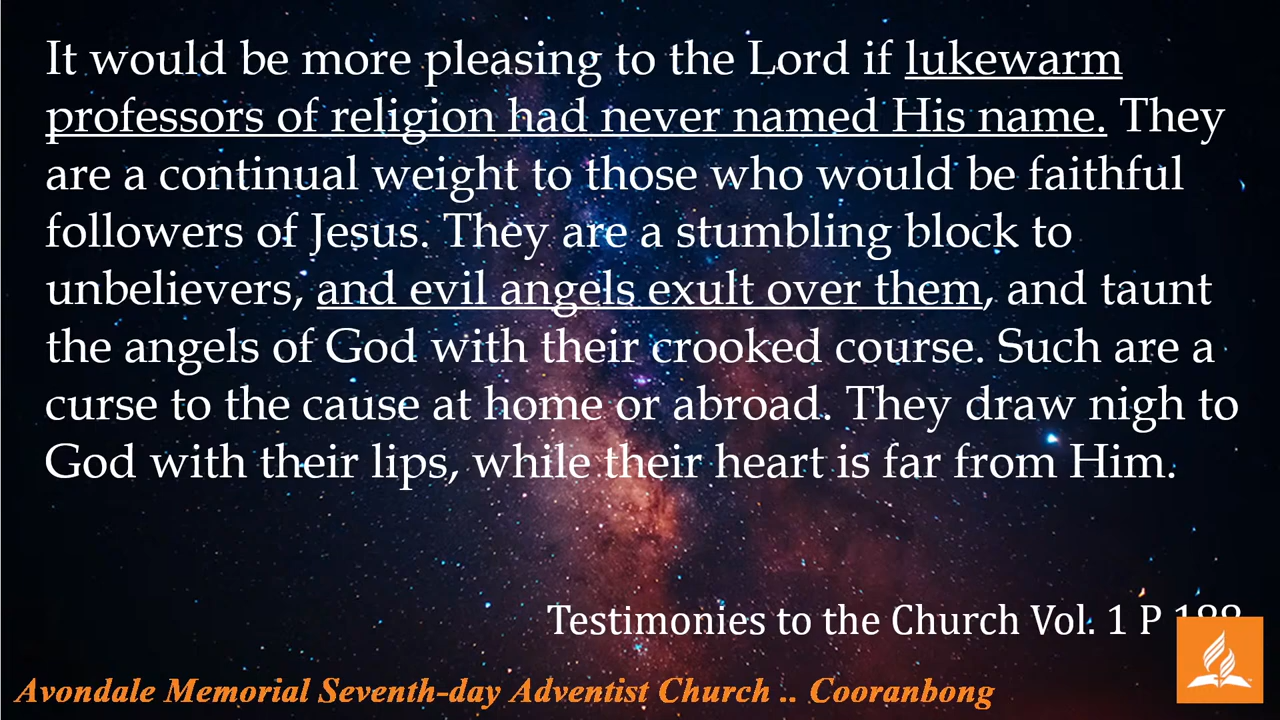 It would be more pleasing to the Lord if lukewarm
professors of religion had never named His name. They
are a continual weight to those who would be faithful
followers of Jesus. They are a stumbling block to
unbelievers, and evil angels exult over them, and taunt
the angels of God with their crooked course. Such are a
curse to the cause at home or abroad. They draw nigh to
God with their lips, while their heart is far from Him.
Testimonies to the Church Vol. 1 P
Avondale Memorial Seventh-day Adventist Church .. Cooranbong